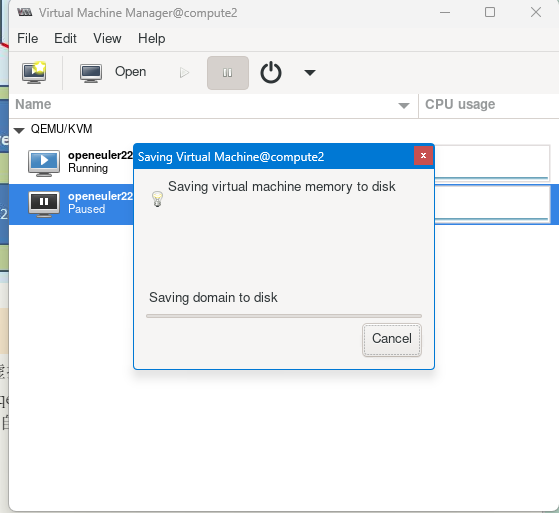 Virtual Machine Manager@compute2
File Edit View Help
Open
Name CPU usage
QEMU/KVM
openeuler22
Running
openeuler22
Paused
Saving Virtual Machine@compute2
Saving virtual machine memory to disk
Saving domain to disk
Cancel